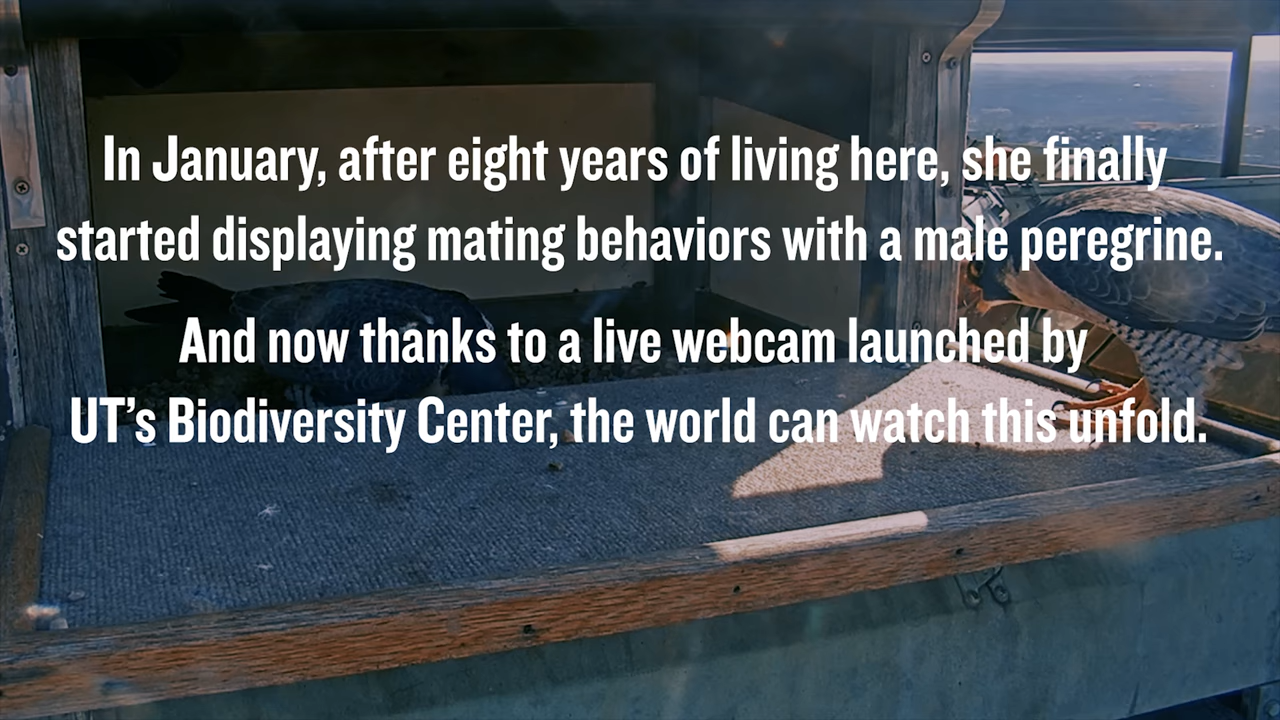 In January, after eight years of living here, she finally
started displaying mating behaviors with a male peregrine.
And now thanks to a live webcam launched by
UT’s Biodiversity Center, the world can watch this unfold.